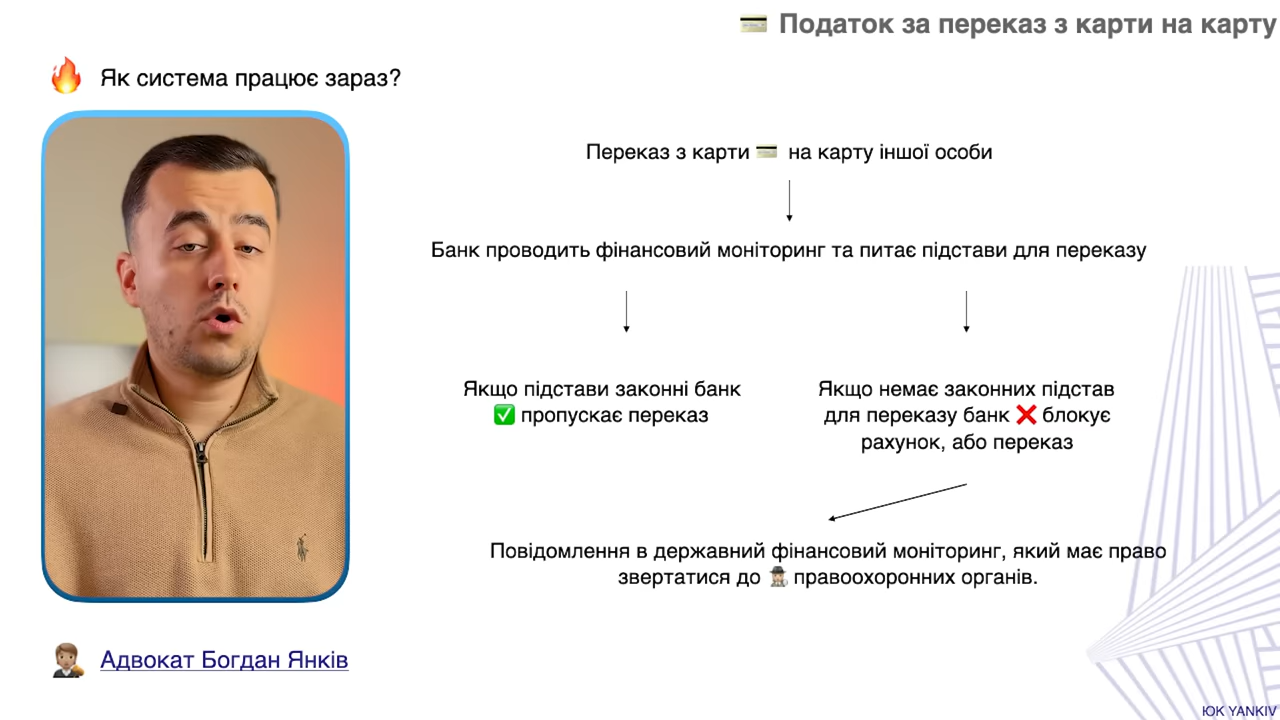 Податок за переказ з карти на карту
Як система працює зараз?
Переказ з карти на карту іншої особи
Банк проводить фінансовий моніторинг та питає підстави для переказу
Якщо підстави законні банк
пропускає переказ
Якщо немає законних підстав
для переказу банк блокує
рахунок, або переказ
Повідомлення в державний фінансовий моніторинг, який має право
звертатися до правоохоронних органів.
Адвокат Богдан Янків
ЮК YANKIV